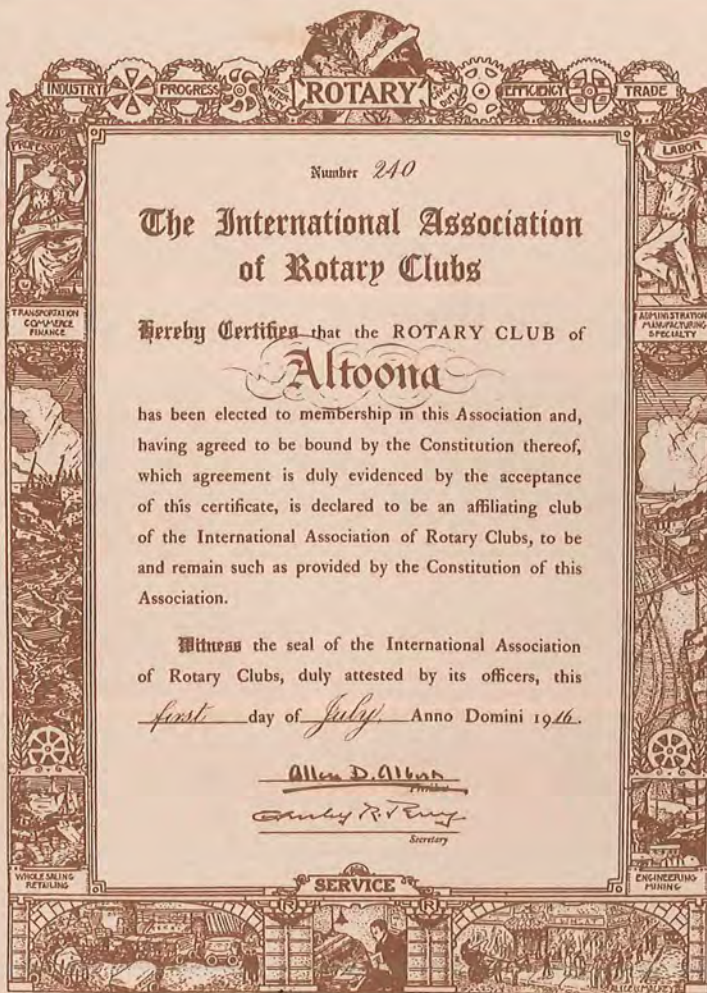 INDUSTRY PROGRESS ROTARY EFFICIENCY TRADE
LABOR
Number 240
The International Association
of Rotary Clubs
TRANSPORTATION
COMMERCE
FINANCE
ADMINISTRATION
MANUFACTURING
SPECIALTY
Hereby Certifies that the ROTARY CLUB of
Altoona
has been elected to membership in this Association and,
having agreed to be bound by the Constitution thereof,
which agreement is duly evidenced by the acceptance
of this certificate, is declared to be an affiliating club
of the International Association of Rotary Clubs, to be
and remain such as provided by the Constitution of this
Association.
Witness the seal of the International Association
of Rotary Clubs, duly attested by its officers, this
first day of July. Anno Domini 1916.
Allen D. Albert
President
Secretary
WHOLESALING
RETAILING
ENGINEERING
MINING
SERVICE
R R